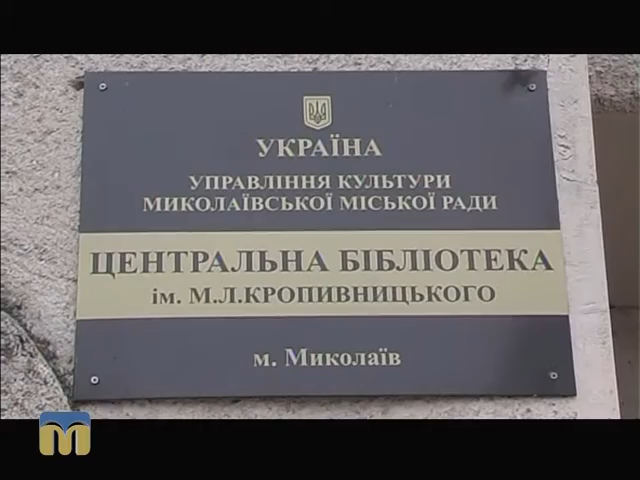 УКРАЇНА
УПРАВЛІННЯ КУЛЬТУРИ
МИКОЛАЇВСЬКОЇ МІСЬКОЇ РАДИ
ЦЕНТРАЛЬНА БІБЛІОТЕКА
ім. М.Л.КРОПИВНИЦЬКОГО
м. Миколаїв
М